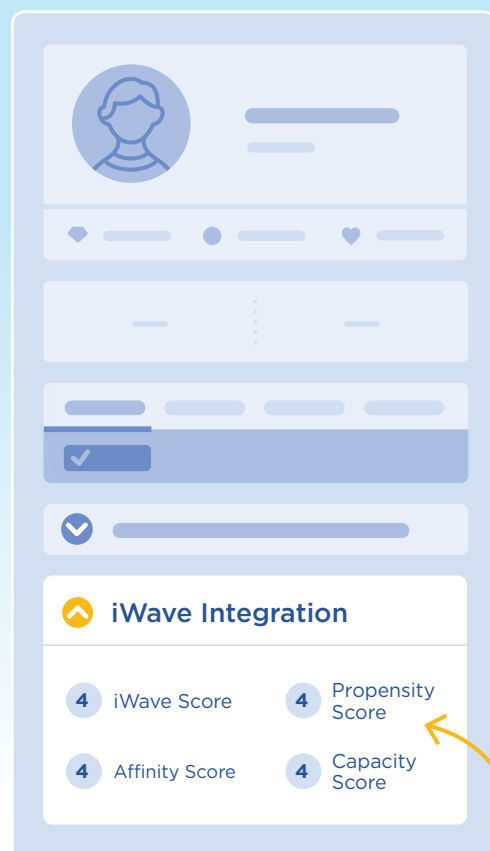 iWave Integration
4 iWave Score
4 Propensity
Score
4 Affinity Score
4 Capacity
Score